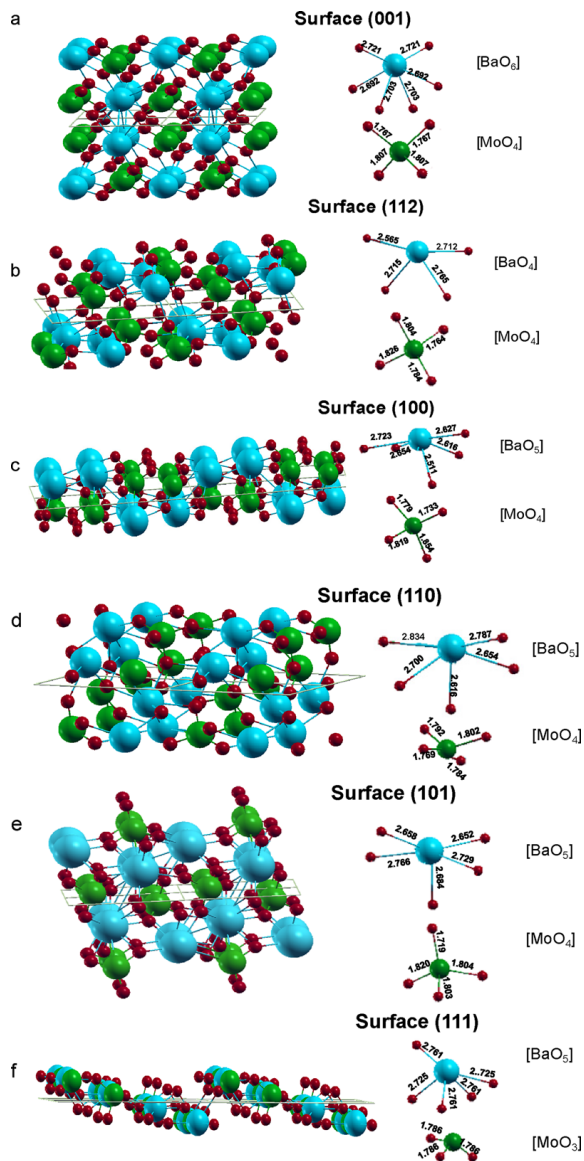 a
Surface (001)
2.721
2.721
[BaO6]
2.692
2.692
2.703
2.703
1.767
1.767
[MoO4]
1.807
1.807
Surface (112)
b
2.565
2.712
[BaO4]
2.715
2.765
1.804
1.764
[MoO4]
1.826
1.784
Surface (100)
c
2.723
2.627
[BaO5]
2.654
2.616
2.511
1.779
1.733
[MoO4]
1.819
1.854
Surface (110)
d
2.834
2.787
[BaO5]
2.700
2.654
2.616
1.792
1.802
[MoO4]
1.769
1.784
Surface (101)
e
2.658
2.652
[BaO5]
2.766
2.729
2.684
[MoO4]
1.719
1.820
1.804
1.803
Surface (111)
f
2.761
[BaO5]
2..725
2.725
2.761
2.761
1.786
[MoO3]
1.786
1.786